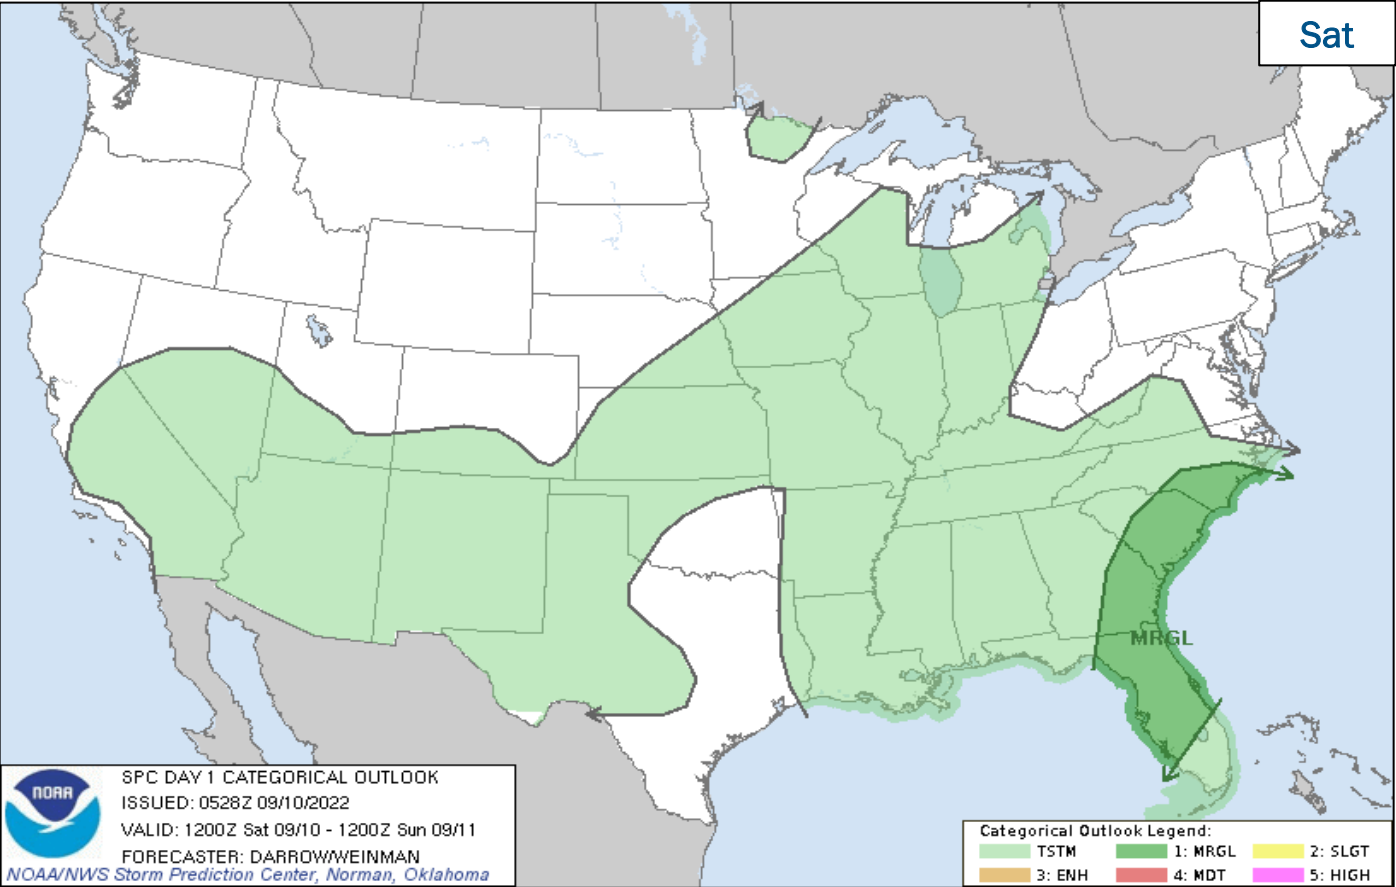 Sat
MRGL
NOAA
SPC DAY 1 CATEGORICAL OUTLOOK
ISSUED: 0528Z 09/10/2022
VALID: 1200Z Sat 09/10 - 1200Z Sun 09/11
FORECASTER: DARROW/WEINMAN
NOAA/NWS Storm Prediction Center, Norman, Oklahoma
Categorical Outlook Legend:
TSTM 1: MRGL 2: SLGT
3: ENH 4: MDT 5: HIGH